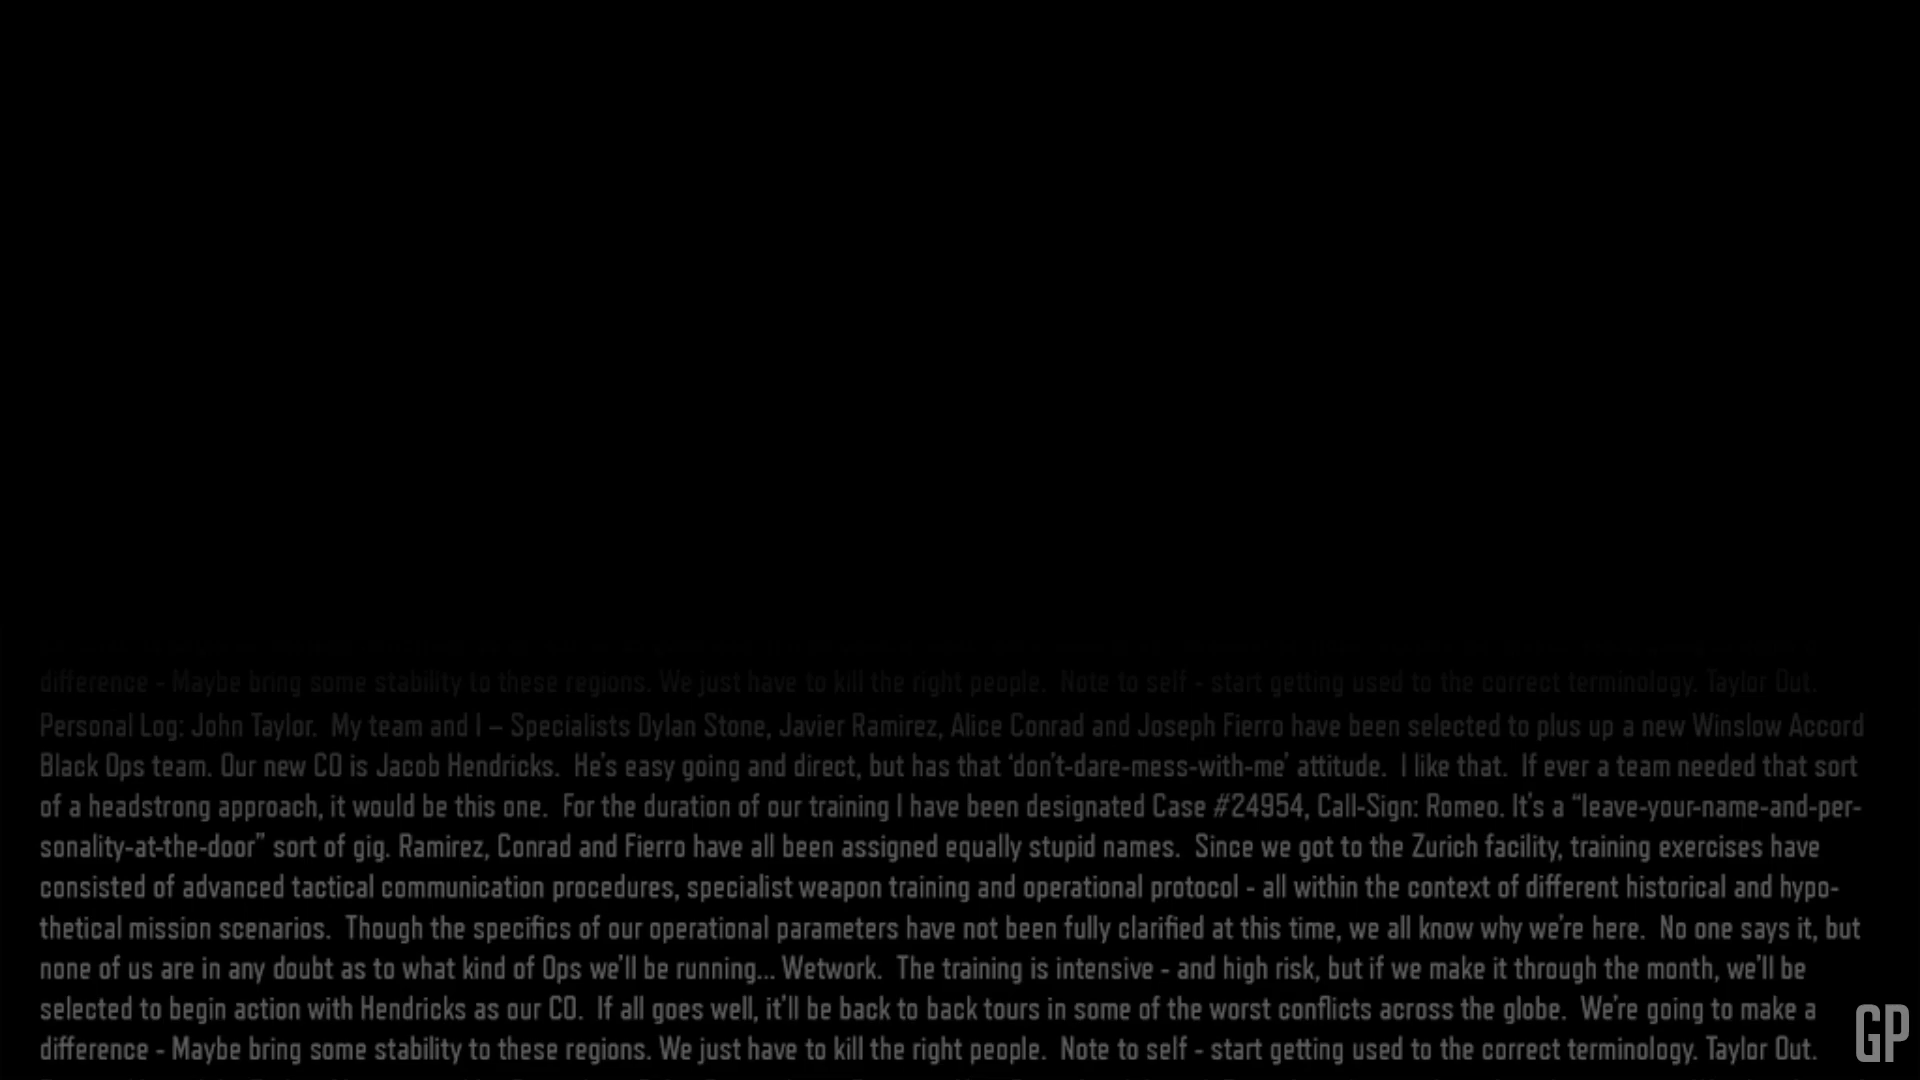 difference - Maybe bring some stability to these regions. We just have to kill the right people.  Note to self - start getting used to the correct terminology. Taylor Out.
Personal Log: John Taylor.  My team and I – Specialists Dylan Stone, Javier Ramirez, Alice Conrad and Joseph Fierro have been selected to plus up a new Winslow Accord
Black Ops team. Our new CO is Jacob Hendricks.  He's easy going and direct, but has that ‘don't-dare-mess-with-me’ attitude.  I like that.  If ever a team needed that sort
of a headstrong approach, it would be this one.  For the duration of our training I have been designated Case #24954, Call-Sign: Romeo. It's a “leave-your-name-and-per-
sonality-at-the-door” sort of gig. Ramirez, Conrad and Fierro have all been assigned equally stupid names.  Since we got to the Zurich facility, training exercises have
consisted of advanced tactical communication procedures, specialist weapon training and operational protocol - all within the context of different historical and hypo-
thetical mission scenarios.  Though the specifics of our operational parameters have not been fully clarified at this time, we all know why we're here.  No one says it, but
none of us are in any doubt as to what kind of Ops we'll be running... Wetwork.  The training is intensive - and high risk, but if we make it through the month, we'll be
selected to begin action with Hendricks as our CO.  If all goes well, it'll be back to back tours in some of the worst conflicts across the globe.  We're going to make a
difference - Maybe bring some stability to these regions. We just have to kill the right people.  Note to self - start getting used to the correct terminology. Taylor Out.
GP